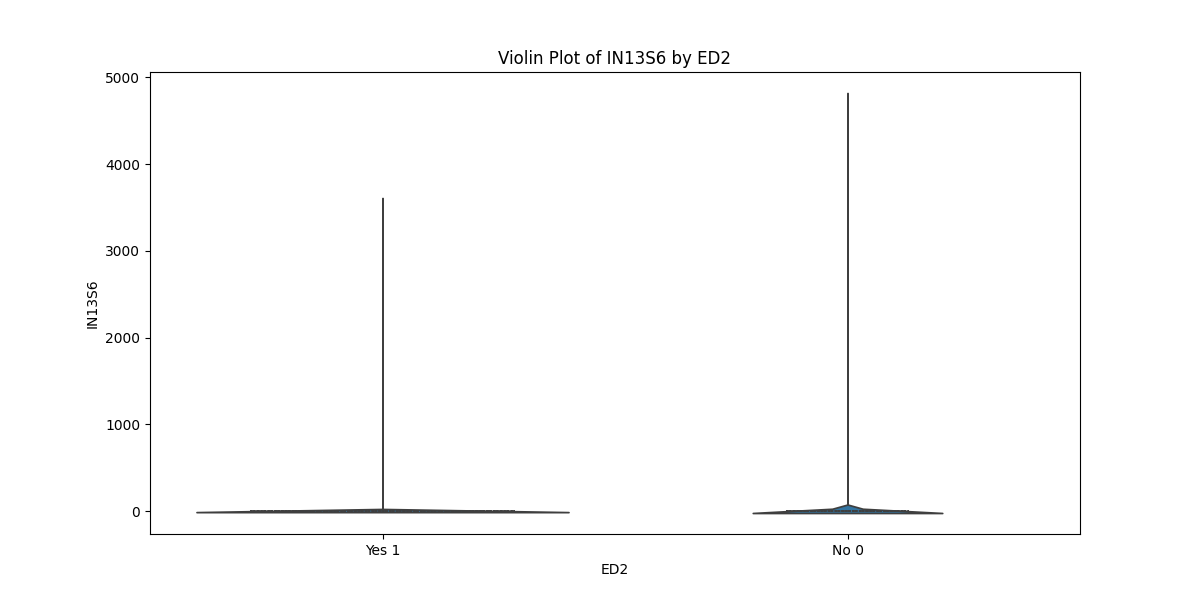 Violin Plot of IN13S6 by ED2
5000
4000
3000
2000
1000
0
IN13S6
Yes 1
No 0
ED2